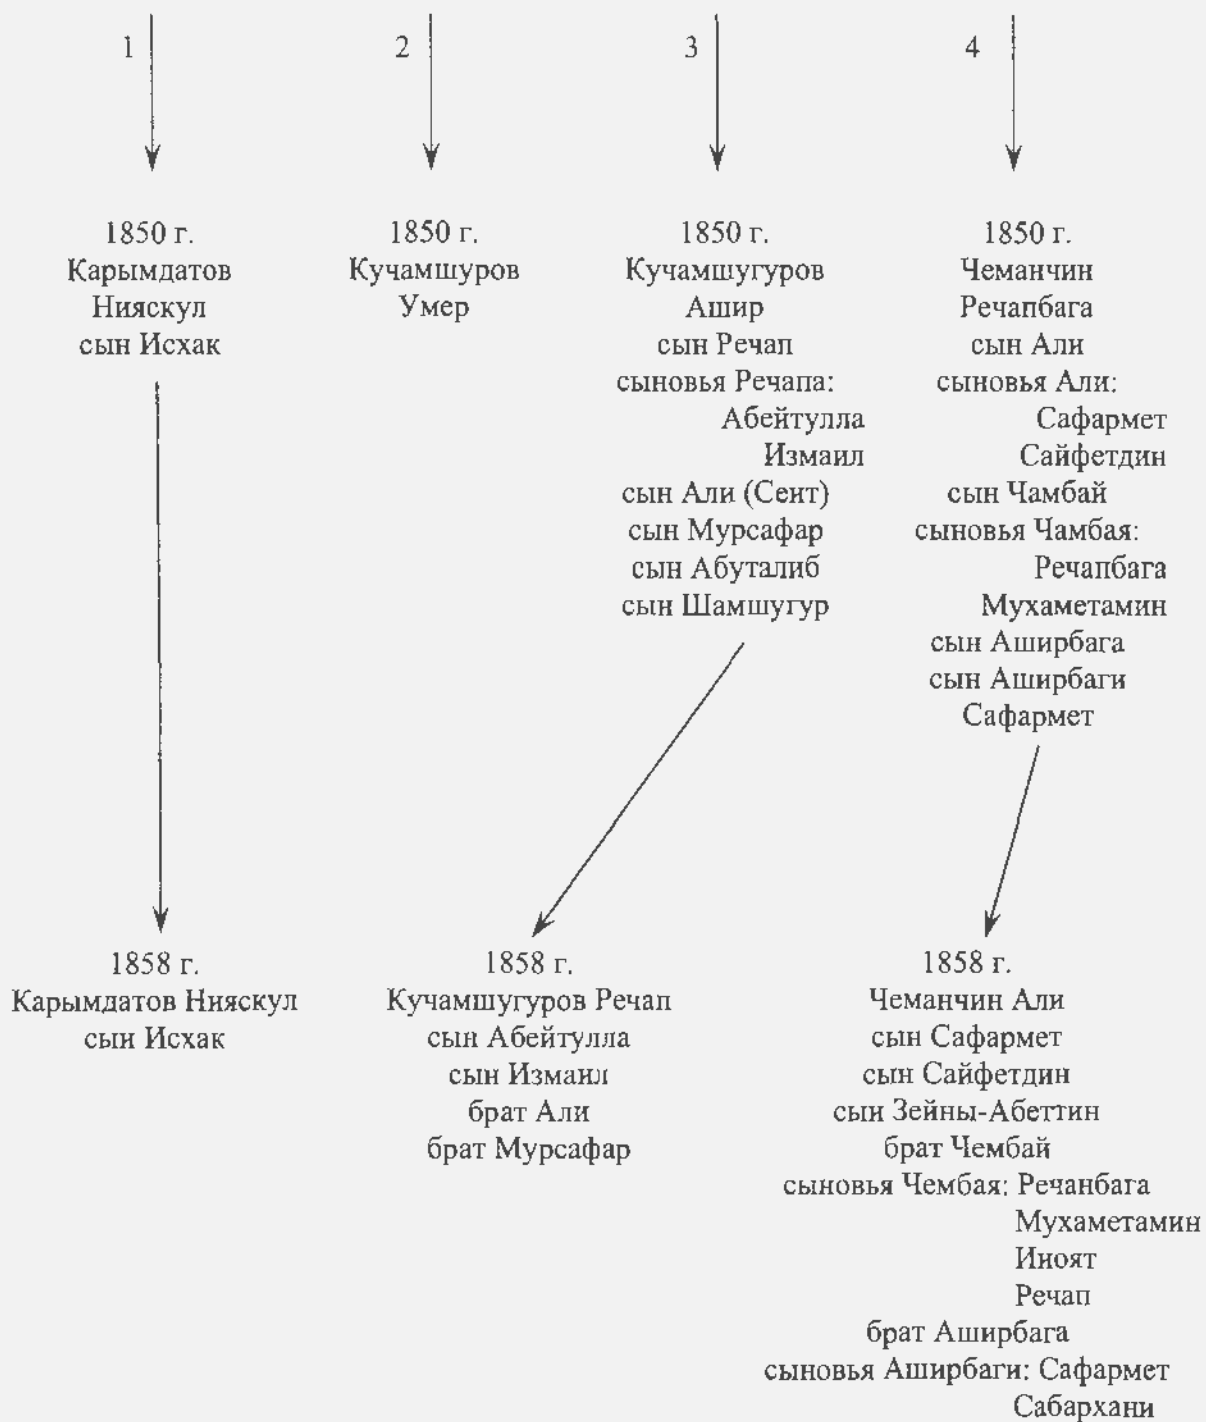 1
2
3
4
1850 г.
Карымдатов
Нияскул
сын Исхак
1850 г.
Кучамшуров
Умер
1850 г.
Кучамшугуров
Ашир
сын Речап
сыновья Речапа:
Абейтулла
Измаил
сын Али (Сеит)
сын Мурсафар
сын Абуталиб
сын Шамшугур
1850 г.
Чеманчин
Речапбага
сын Али
сыновья Али:
Сафармет
Сайфетдин
сын Чамбай
сыновья Чамбая:
Речапбага
Мухаметамин
сын Аширбага
сын Аширбаги
Сафармет
1858 г.
Карымдатов Нияскул
сын Исхак
1858 г.
Кучамшугуров Речап
сын Абейтулла
сын Измаил
брат Али
брат Мурсафар
1858 г.
Чеманчин Али
сын Сафармет
сын Сайфетдин
сын Зейны-Абеттин
брат Чембай
сыновья Чембая: Речанбага
Мухаметамин
Иноят
Речап
брат Аширбага
сыновья Аширбаги: Сафармет
Сабархани